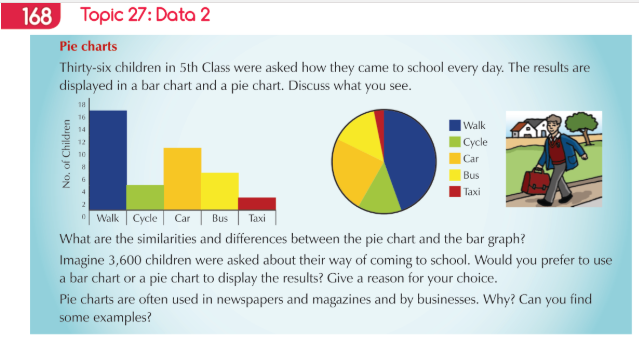 168 Topic 27: Data 2
Pie charts
Thirty-six children in 5th Class were asked how they came to school every day. The results are
displayed in a bar chart and a pie chart. Discuss what you see.
No. of Children
18
16
14
12
10
8
6
4
2
0
Walk Cycle Car Bus Taxi
Walk
Cycle
Car
Bus
Taxi
What are the similarities and differences between the pie chart and the bar graph?
Imagine 3,600 children were asked about their way of coming to school. Would you prefer to use
a bar chart or a pie chart to display the results? Give a reason for your choice.
Pie charts are often used in newspapers and magazines and by businesses. Why? Can you find
some examples?